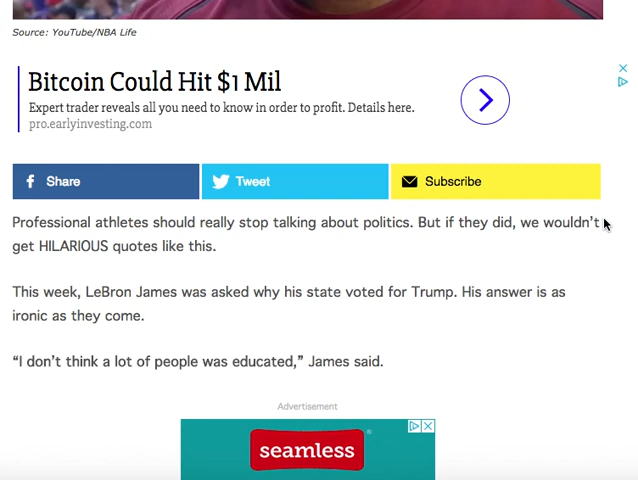 Source: YouTube/NBA Life
Bitcoin Could Hit $1 Mil
Expert trader reveals all you need to know in order to profit. Details here.
pro.earlyinvesting.com
Share
Tweet
Subscribe
Professional athletes should really stop talking about politics. But if they did, we wouldn’t
get HILARIOUS quotes like this.
This week, LeBron James was asked why his state voted for Trump. His answer is as
ironic as they come.
“I don’t think a lot of people was educated,” James said.
Advertisement
seamless®